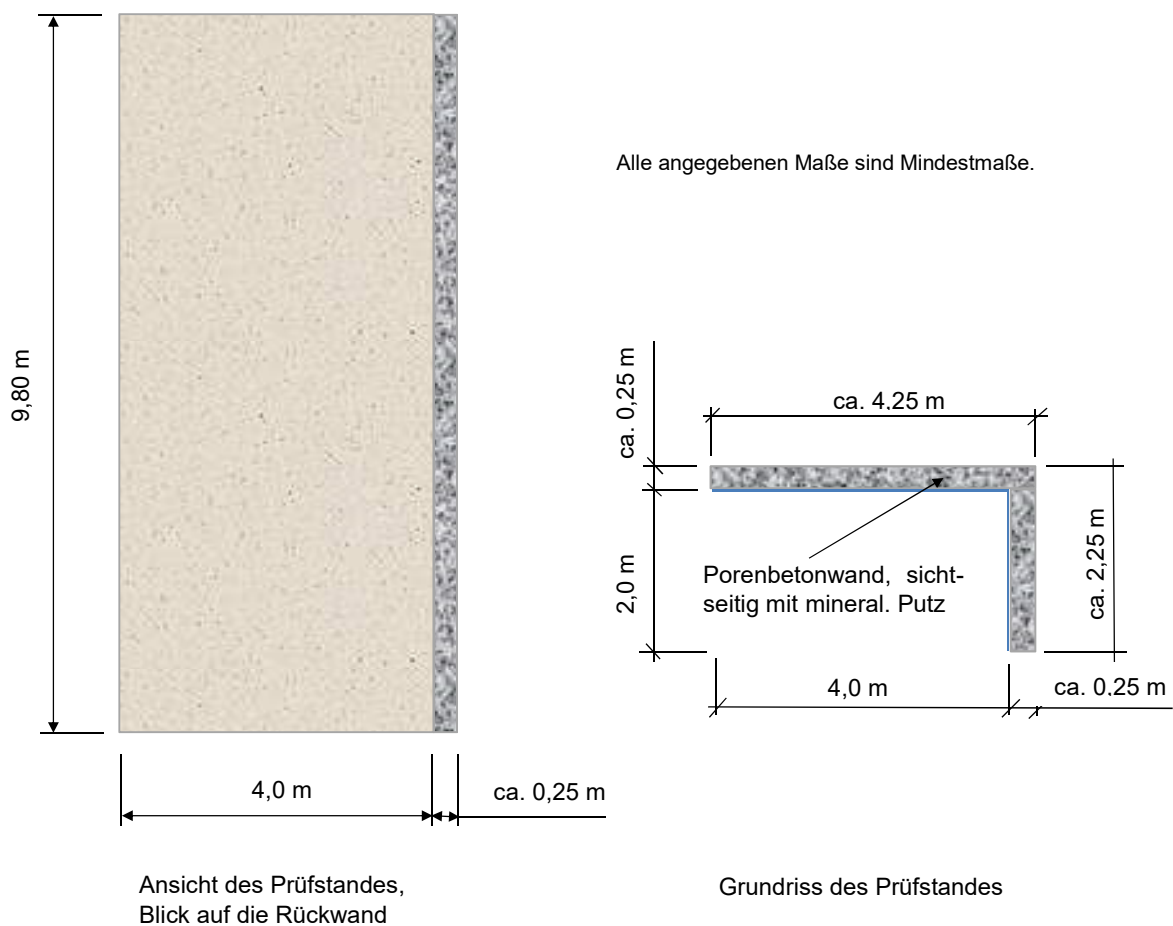 Alle angegebenen Maße sind Mindestmaße.
9,80 m
4,0 m
ca. 0,25 m
Ansicht des Prüfstandes,
Blick auf die Rückwand
ca. 0,25 m
ca. 4,25 m
2,0 m
Porenbetonwand, sicht-
seitig mit mineral. Putz
ca. 2,25 m
4,0 m
ca. 0,25 m
Grundriss des Prüfstandes